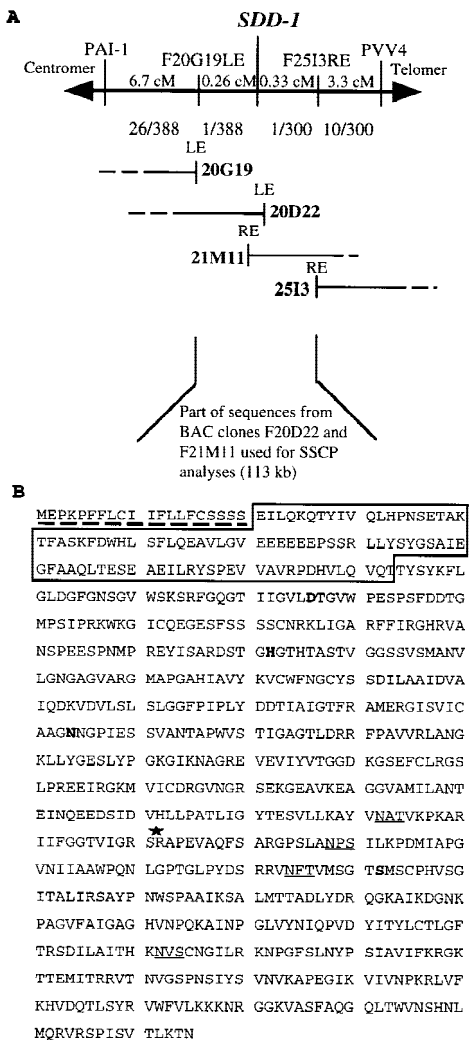 A
SDD-1
PAI-1 F20G19LE F25I3RE PVV4
Centromer 6.7 cM 0.26 cM 0.33 cM 3.3 cM Telomer
26/388 1/388 1/300 10/300
LE
20G19
LE
20D22
RE
21M11
RE
25I3
Part of sequences from
BAC clones F20D22 and
F21M11 used for SSCP
analyses (113 kb)
B
MEPKPFFLCI IFLLFCSSSS EILQKQTYIV QLHPNSETAK
TFASKFDWHL SFLQEAVLGV EEEEEEPSSR LLYSYGSAIE
GFAAQLTESE AEILRYSPEV VAVRPDHVLQ VQTTYSYKFL
GLDGFGNSGV WSKSRFGQGT IIGVLDTGVW PESPSFDDTG
MPSIPRKWKG ICQEGESFSS SSCNRKLIGA RFFIRGHRVA
NSPEESPNMP REYISARDST GHGTHTASTV GGSSVSMANV
LGNGAGVARG MAPGAHIAVY KVCWFNGCYS SDILAAIDVA
IQDKVDVLSL SLGGFPIPLY DDTIAIGTFR AMERGISVIC
AAGNNGPIES SVANTAPWVS TIGAGTLDRR FPAVVRLANG
KLLYGESLYP GKGIKNAGRE VEVIYVTGGD KGSEFCLRGS
LPREEIRGKM VICDRGVNGR SEKGEAVKEA GGVAMILANT
EINQEEDSID VHLLPATLIG YTESVLLKAY VNATVKPKAR
★
IIFGGTVIGR SRAPEVAQFS ARGPSLANPS ILKPDMIAPG
VNIIAAWPQN LGPTGLPYDS RRVNFTVMSG TSMSCPHVSG
ITALIRSAYP NWSPAAIKSA LMTTADLYDR QGKAIKDGNK
PAGVFAIGAG HVNPQKAINP GLVYNIQPVD YITYLCTLGF
TRSDILAITH KNVSCNGILR KNPGFSLNYP SIAVIFKRGK
TTEMITRRVT NVGSPNSIYS VNVKAPEGIK VIVNPKRLVF
KHVDQTLSYR VWFVLKKKNR GGKVASFAQG QLTWVNSHNL
MQRVRSPISV TLKTN